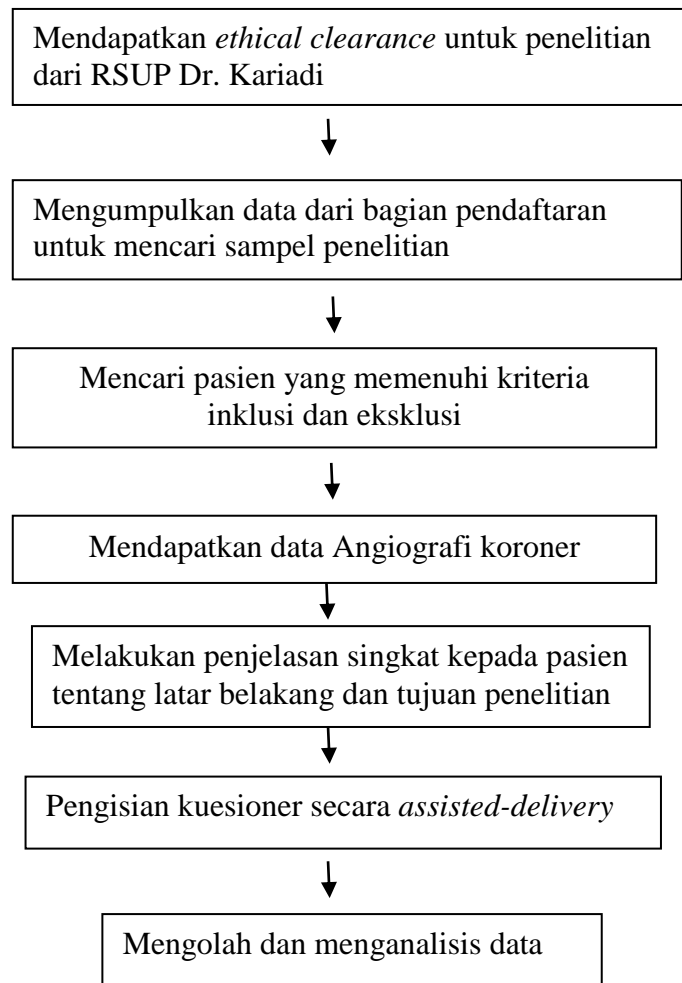 Mendapatkan ethical clearance untuk penelitian
dari RSUP Dr. Kariadi
Mengumpulkan data dari bagian pendaftaran
untuk mencari sampel penelitian
Mencari pasien yang memenuhi kriteria
inklusi dan eksklusi
Mendapatkan data Angiografi koroner
Melakukan penjelasan singkat kepada pasien
tentang latar belakang dan tujuan penelitian
Pengisian kuesioner secara assisted-delivery
Mengolah dan menganalisis data